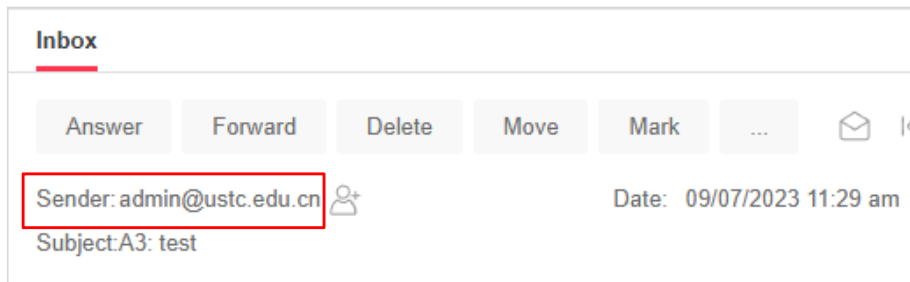 Inbox
Answer Forward Delete Move Mark ...
Sender: admin@ustc.edu.cn Date: 09/07/2023 11:29 am
Subject:A3: test